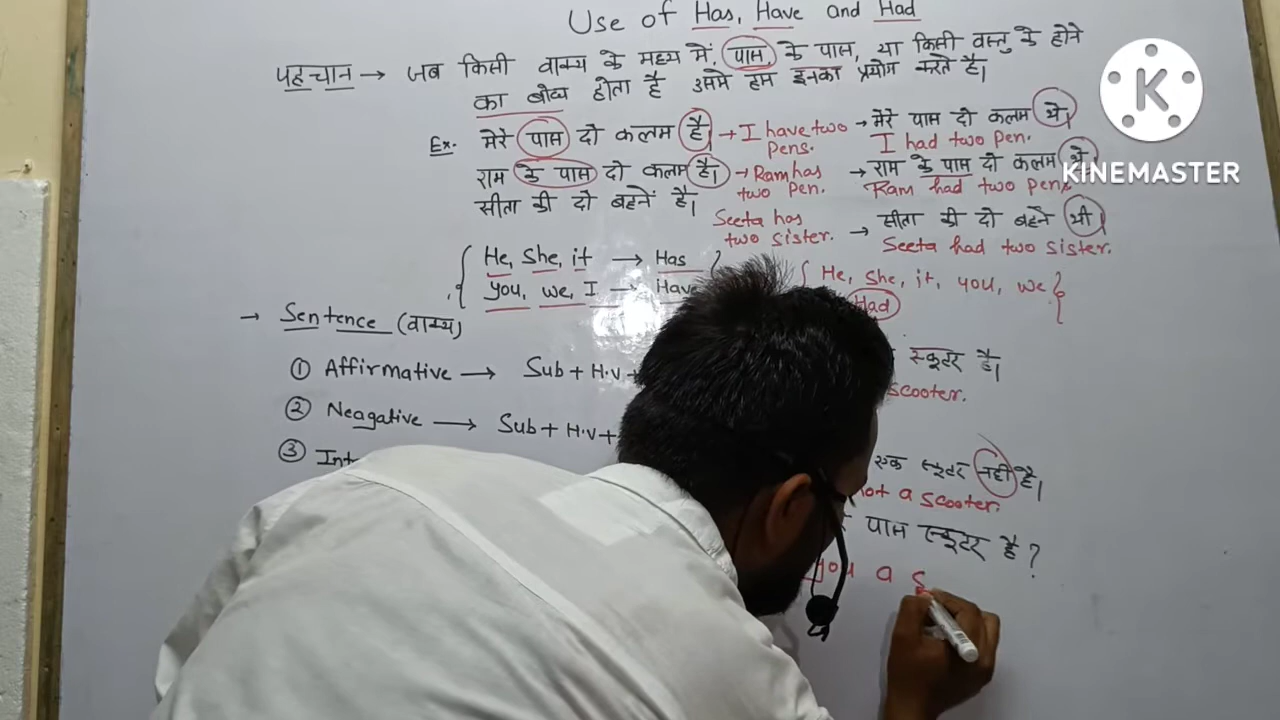 Use of Has, Have and Had
पहचान → जब किसी वाक्य के मध्य में, पास, के पास, या किसी वस्तु के होने
का बोध होता है उसमे हम इनका प्रयोग करते है।
Ex. मेरे पास दो कलम है। → I have two pens. → मेरे पास दो कलम थे।
I had two pen.
राम के पास दो कलम है। → Ram has two pen. → राम के पास दो कलम थे।
Ram had two pens
सीता की दो बहनें है। Seeta has two sister. → सीता की दो बहने थी।
Seeta had two sister.
He, She, it → Has
you, we, I → Have
He, She, it, you, we
Had
→ Sentence (वाक्य)
① Affirmative → Sub + H.V +
स्कूटर है।
scooter.
② Neagative → Sub + H.V +
एक स्कूटर नही है।
not a scooter.
③ Int
पास स्कूटर है?
you a s
K
KINEMASTER